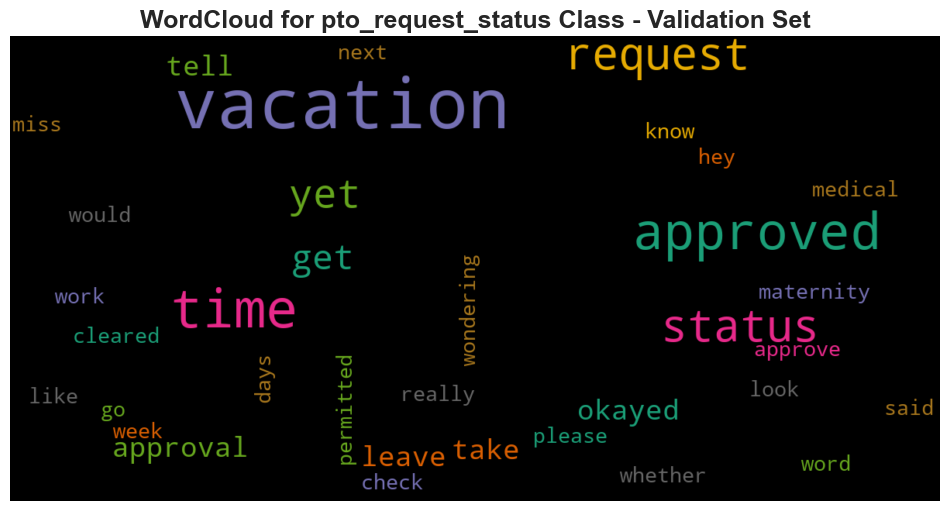 WordCloud for pto_request_status Class - Validation Set
next
request
tell
vacation
miss
know
hey
medical
yet
would
approved
get
wondering
work
time
maternity
status
cleared
approve
days
permitted
like
really
look
go
okayed
said
week
approval
please
leave
take
word
check
whether